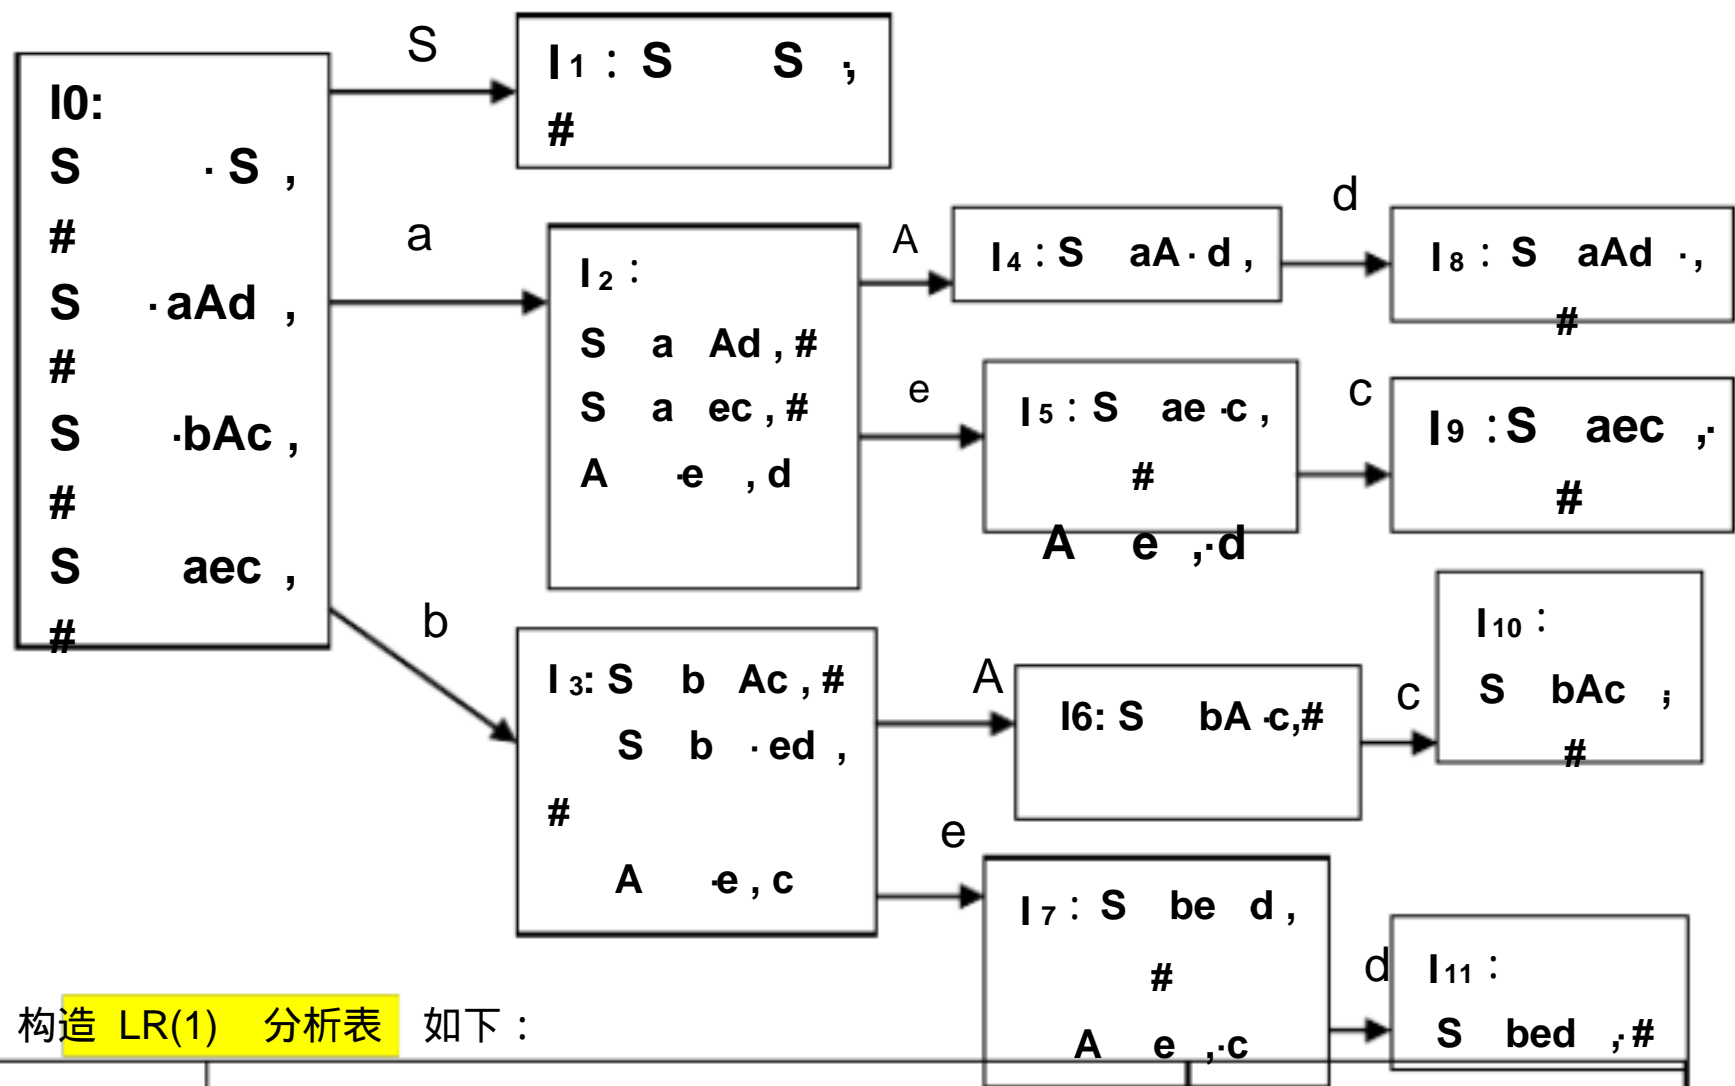 S
I1 : S S ·,
#
I0:
S · S ,
#
S ·aAd ,
#
S ·bAc ,
#
S aec ,
#
a
b
I2 :
S a Ad , #
S a ec , #
A ·e , d
A
I4 : S aA· d ,
d
I8 : S aAd ·,
#
e
I5 : S ae ·c ,
#
A e ,·d
c
I9 : S aec ,·
#
I3: S b Ac , #
S b · ed ,
#
A ·e , c
A
I6: S bA ·c,#
c
I10 :
S bAc ·,
#
e
I7 : S be d ,
#
A e ,·c
d
I11 :
S bed ,·#
构造 LR(1) 分析表 如下：